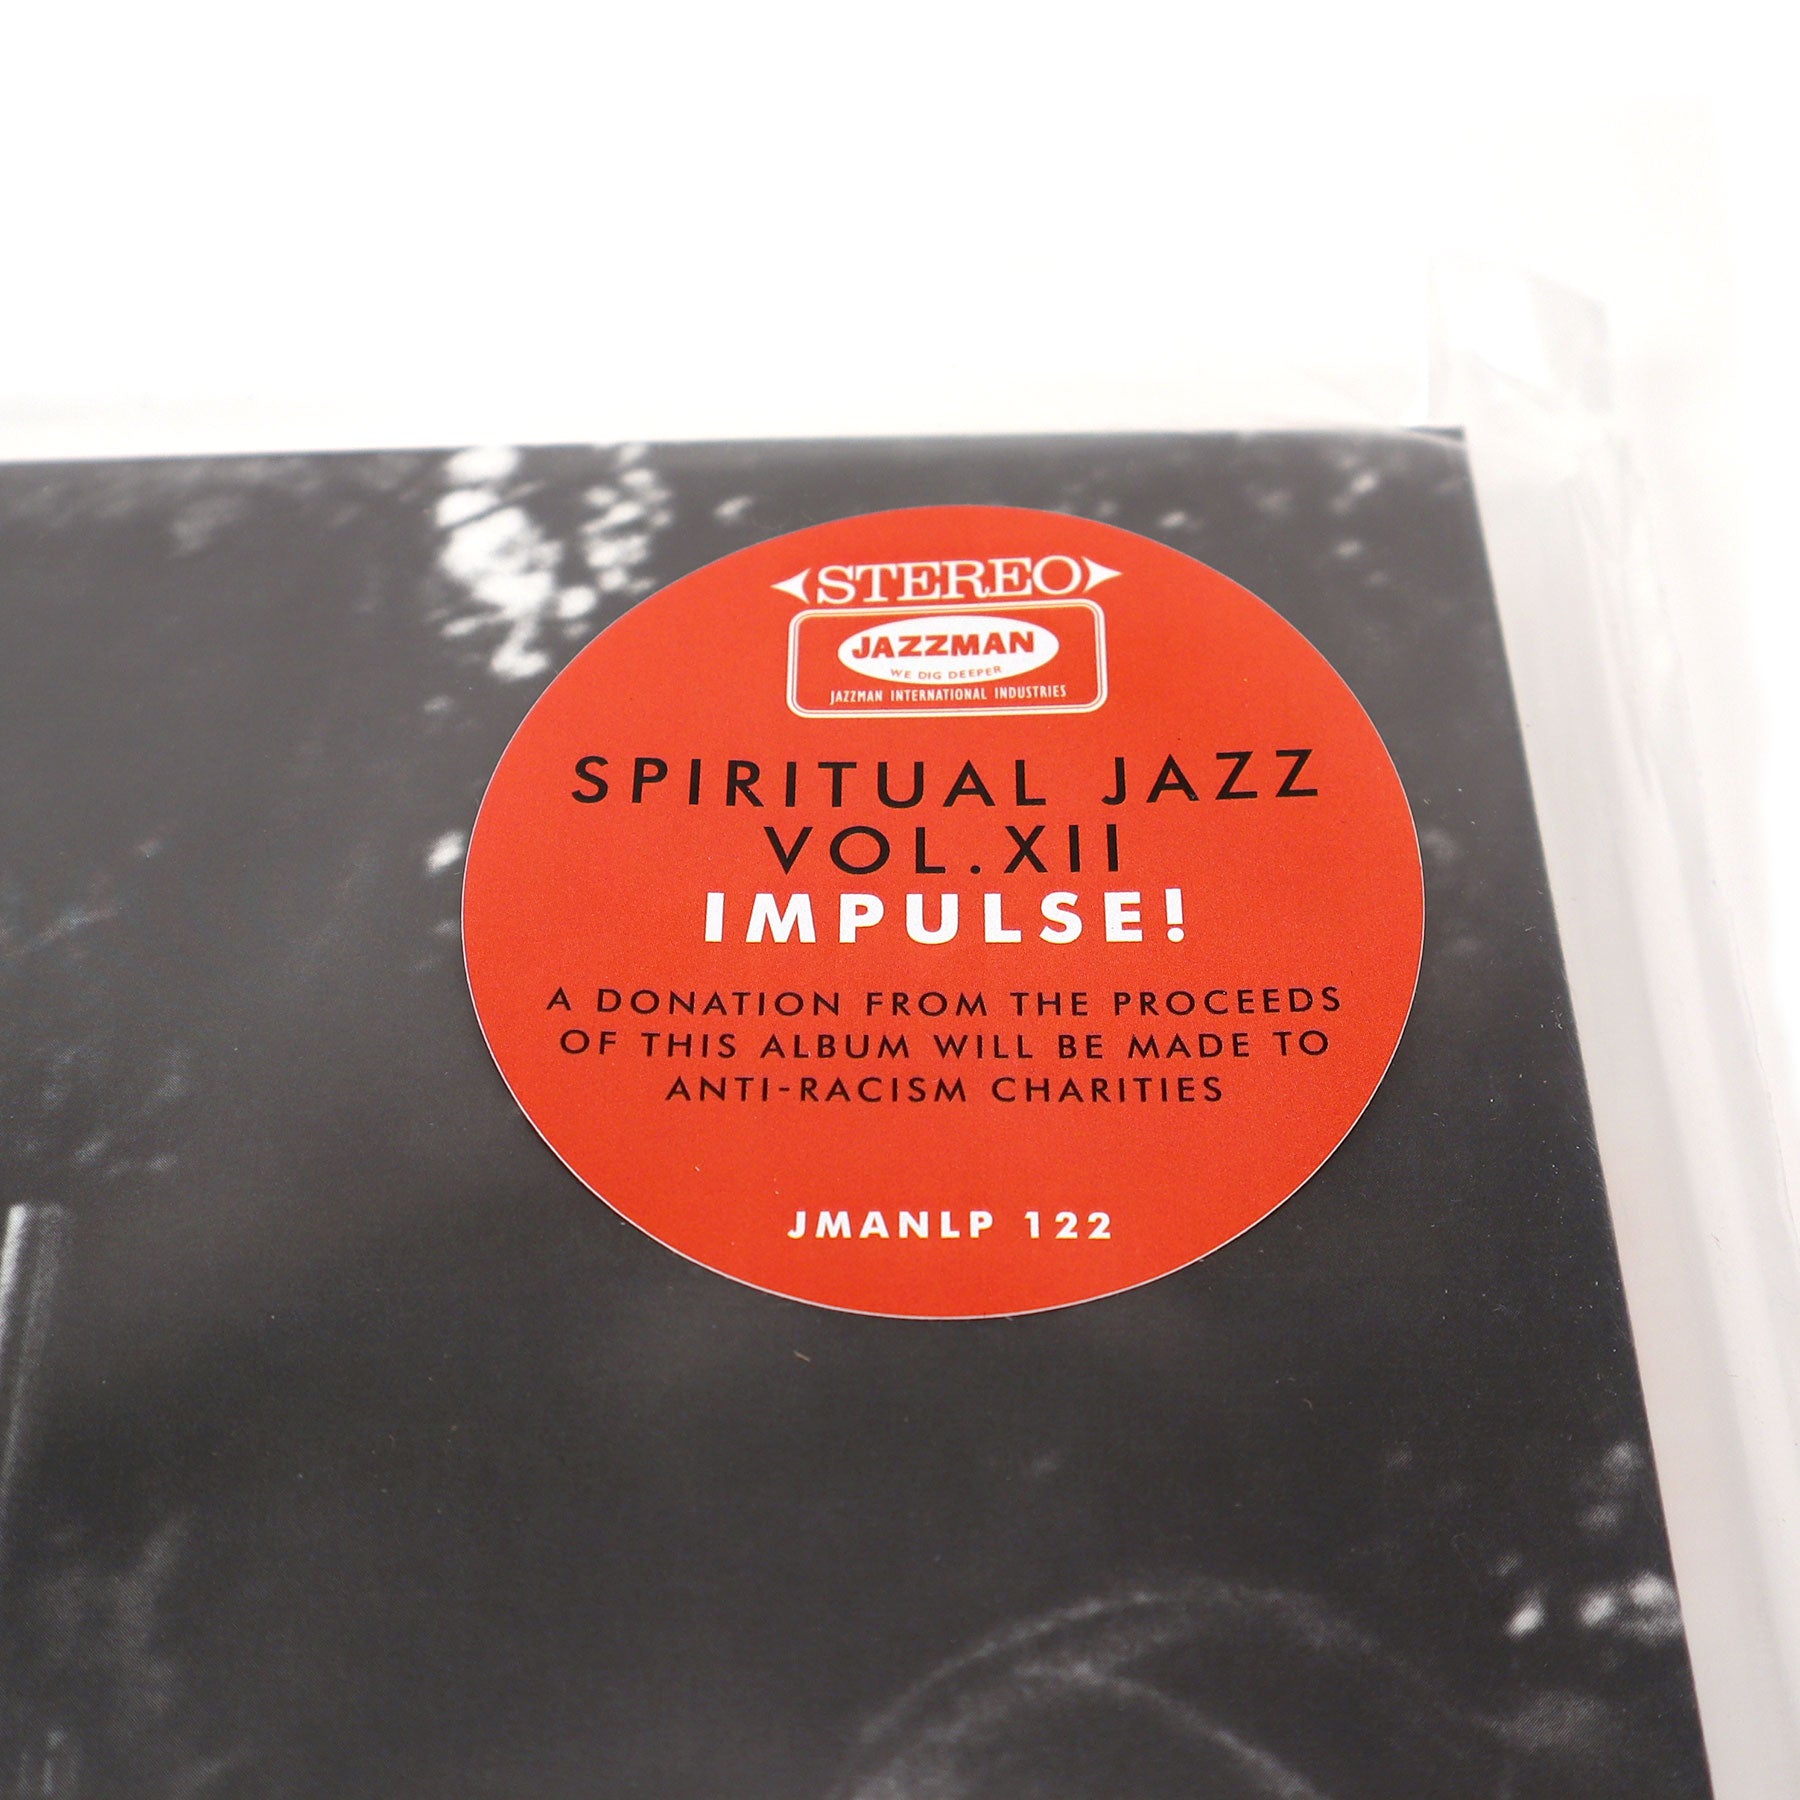 STEREO
JAZZMAN
WE DIG DEEPER
JAZZMAN INTERNATIONAL INDUSTRIES
SPIRITUAL JAZZ
VOL.XII
IMPULSE!
A DONATION FROM THE PROCEEDS
OF THIS ALBUM WILL BE MADE TO
ANTI-RACISM CHARITIES
JMANLP 122